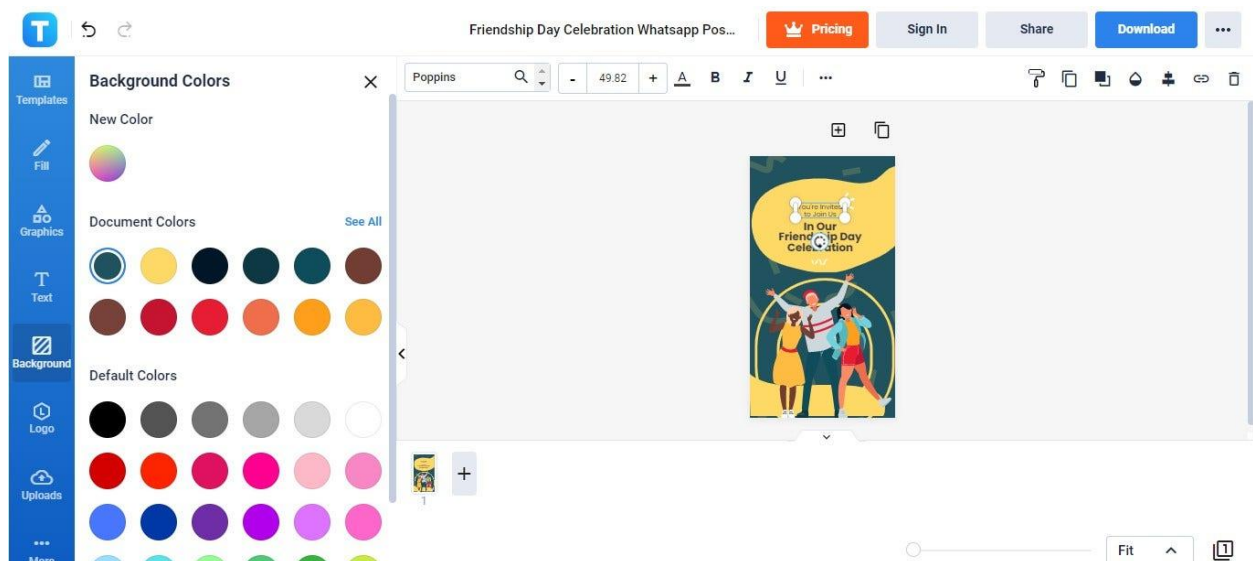 T
Friendship Day Celebration Whatsapp Pos...
Pricing
Sign In
Share
Download
Templates
Fill
Graphics
T
Text
Background
Logo
Uploads
More
Background Colors
New Color
Document Colors
See All
Default Colors
Poppins
-
49.82
+
A
B
I
U
You're Invited
to Join Us
In Our
Friendship Day
Celebration
1
Fit
1